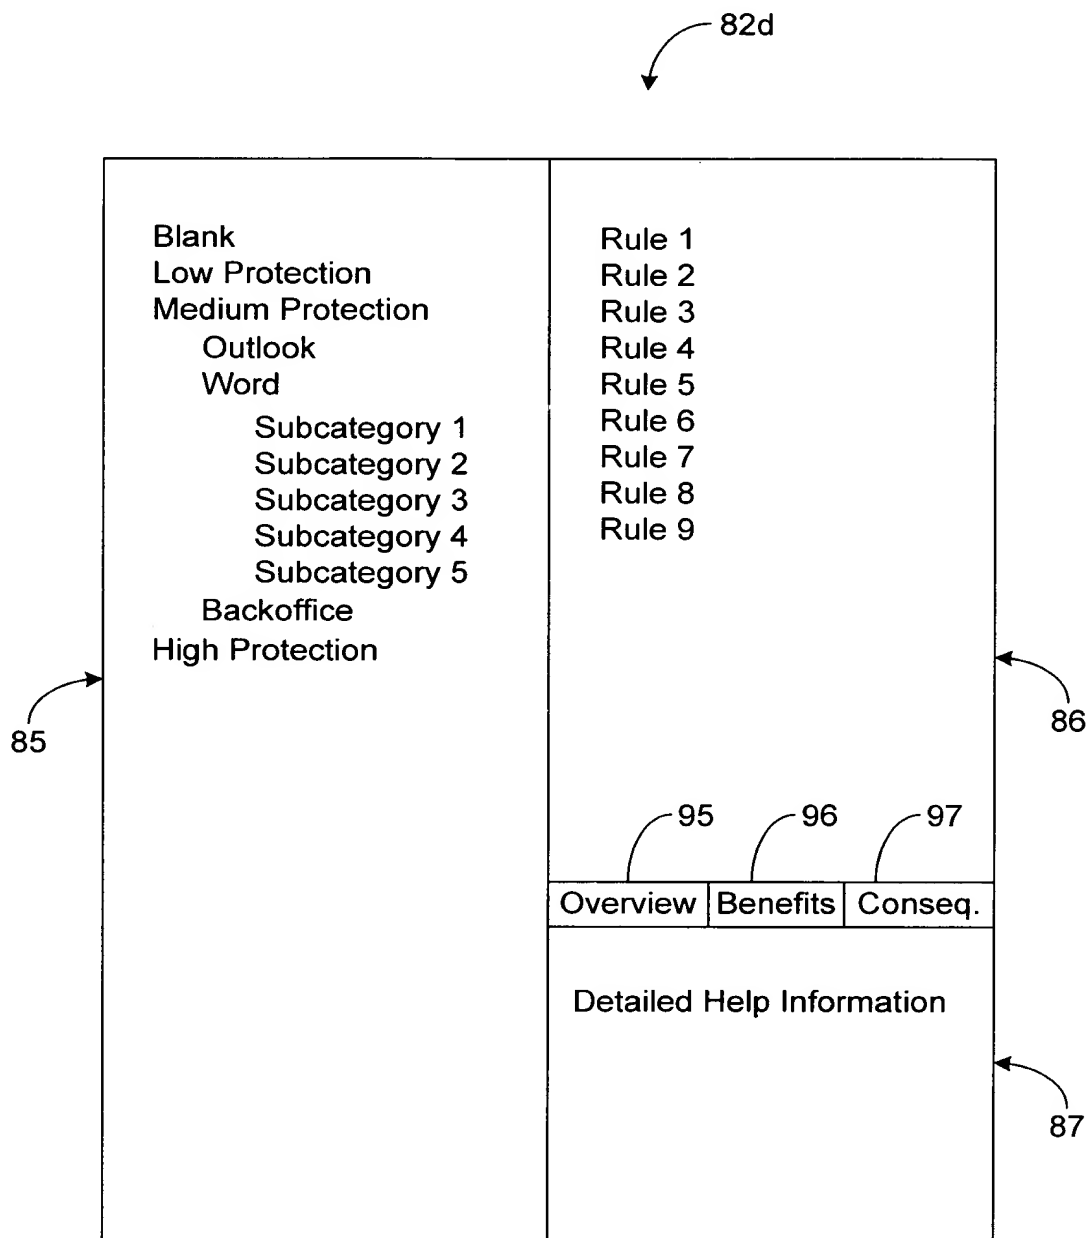 82d
Blank
Low Protection
Medium Protection
Outlook
Word
Subcategory 1
Subcategory 2
Subcategory 3
Subcategory 4
Subcategory 5
Backoffice
High Protection
85
Rule 1
Rule 2
Rule 3
Rule 4
Rule 5
Rule 6
Rule 7
Rule 8
Rule 9
86
95 96 97
Overview Benefits Conseq.
Detailed Help Information
87